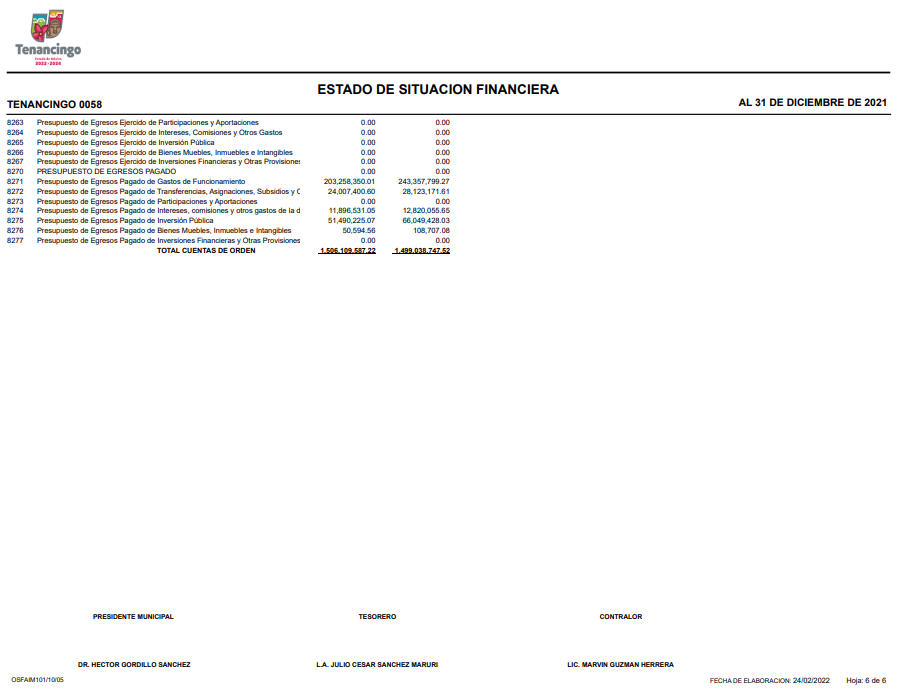 Tenancingo
Estado de México
2022 - 2024
ESTADO DE SITUACION FINANCIERA
TENANCINGO 0058 AL 31 DE DICIEMBRE DE 2021
8263 Presupuesto de Egresos Ejercido de Participaciones y Aportaciones 0.00 0.00
8264 Presupuesto de Egresos Ejercido de Intereses, Comisiones y Otros Gastos 0.00 0.00
8265 Presupuesto de Egresos Ejercido de Inversión Pública 0.00 0.00
8266 Presupuesto de Egresos Ejercido de Bienes Muebles, Inmuebles e Intangibles 0.00 0.00
8267 Presupuesto de Egresos Ejercido de Inversiones Financieras y Otras Provisiones 0.00 0.00
8270 PRESUPUESTO DE EGRESOS PAGADO 0.00 0.00
8271 Presupuesto de Egresos Pagado de Gastos de Funcionamiento 203,258,350.01 243,357,799.27
8272 Presupuesto de Egresos Pagado de Transferencias, Asignaciones, Subsidios y C 24,007,400.60 28,123,171.61
8273 Presupuesto de Egresos Pagado de Participaciones y Aportaciones 0.00 0.00
8274 Presupuesto de Egresos Pagado de Intereses, comisiones y otros gastos de la d 11,896,531.05 12,820,055.65
8275 Presupuesto de Egresos Pagado de Inversión Pública 51,490,225.07 66,049,428.03
8276 Presupuesto de Egresos Pagado de Bienes Muebles, Inmuebles e Intangibles 50,594.56 108,707.08
8277 Presupuesto de Egresos Pagado de Inversiones Financieras y Otras Provisiones 0.00 0.00
TOTAL CUENTAS DE ORDEN 1,506,109,587.22 1,499,038,747.52
PRESIDENTE MUNICIPAL TESORERO CONTRALOR
DR. HECTOR GORDILLO SANCHEZ L.A. JULIO CESAR SANCHEZ MARURI LIC. MARVIN GUZMAN HERRERA
OSFAIM101/10/05 FECHA DE ELABORACION: 24/02/2022 Hoja: 6 de 6